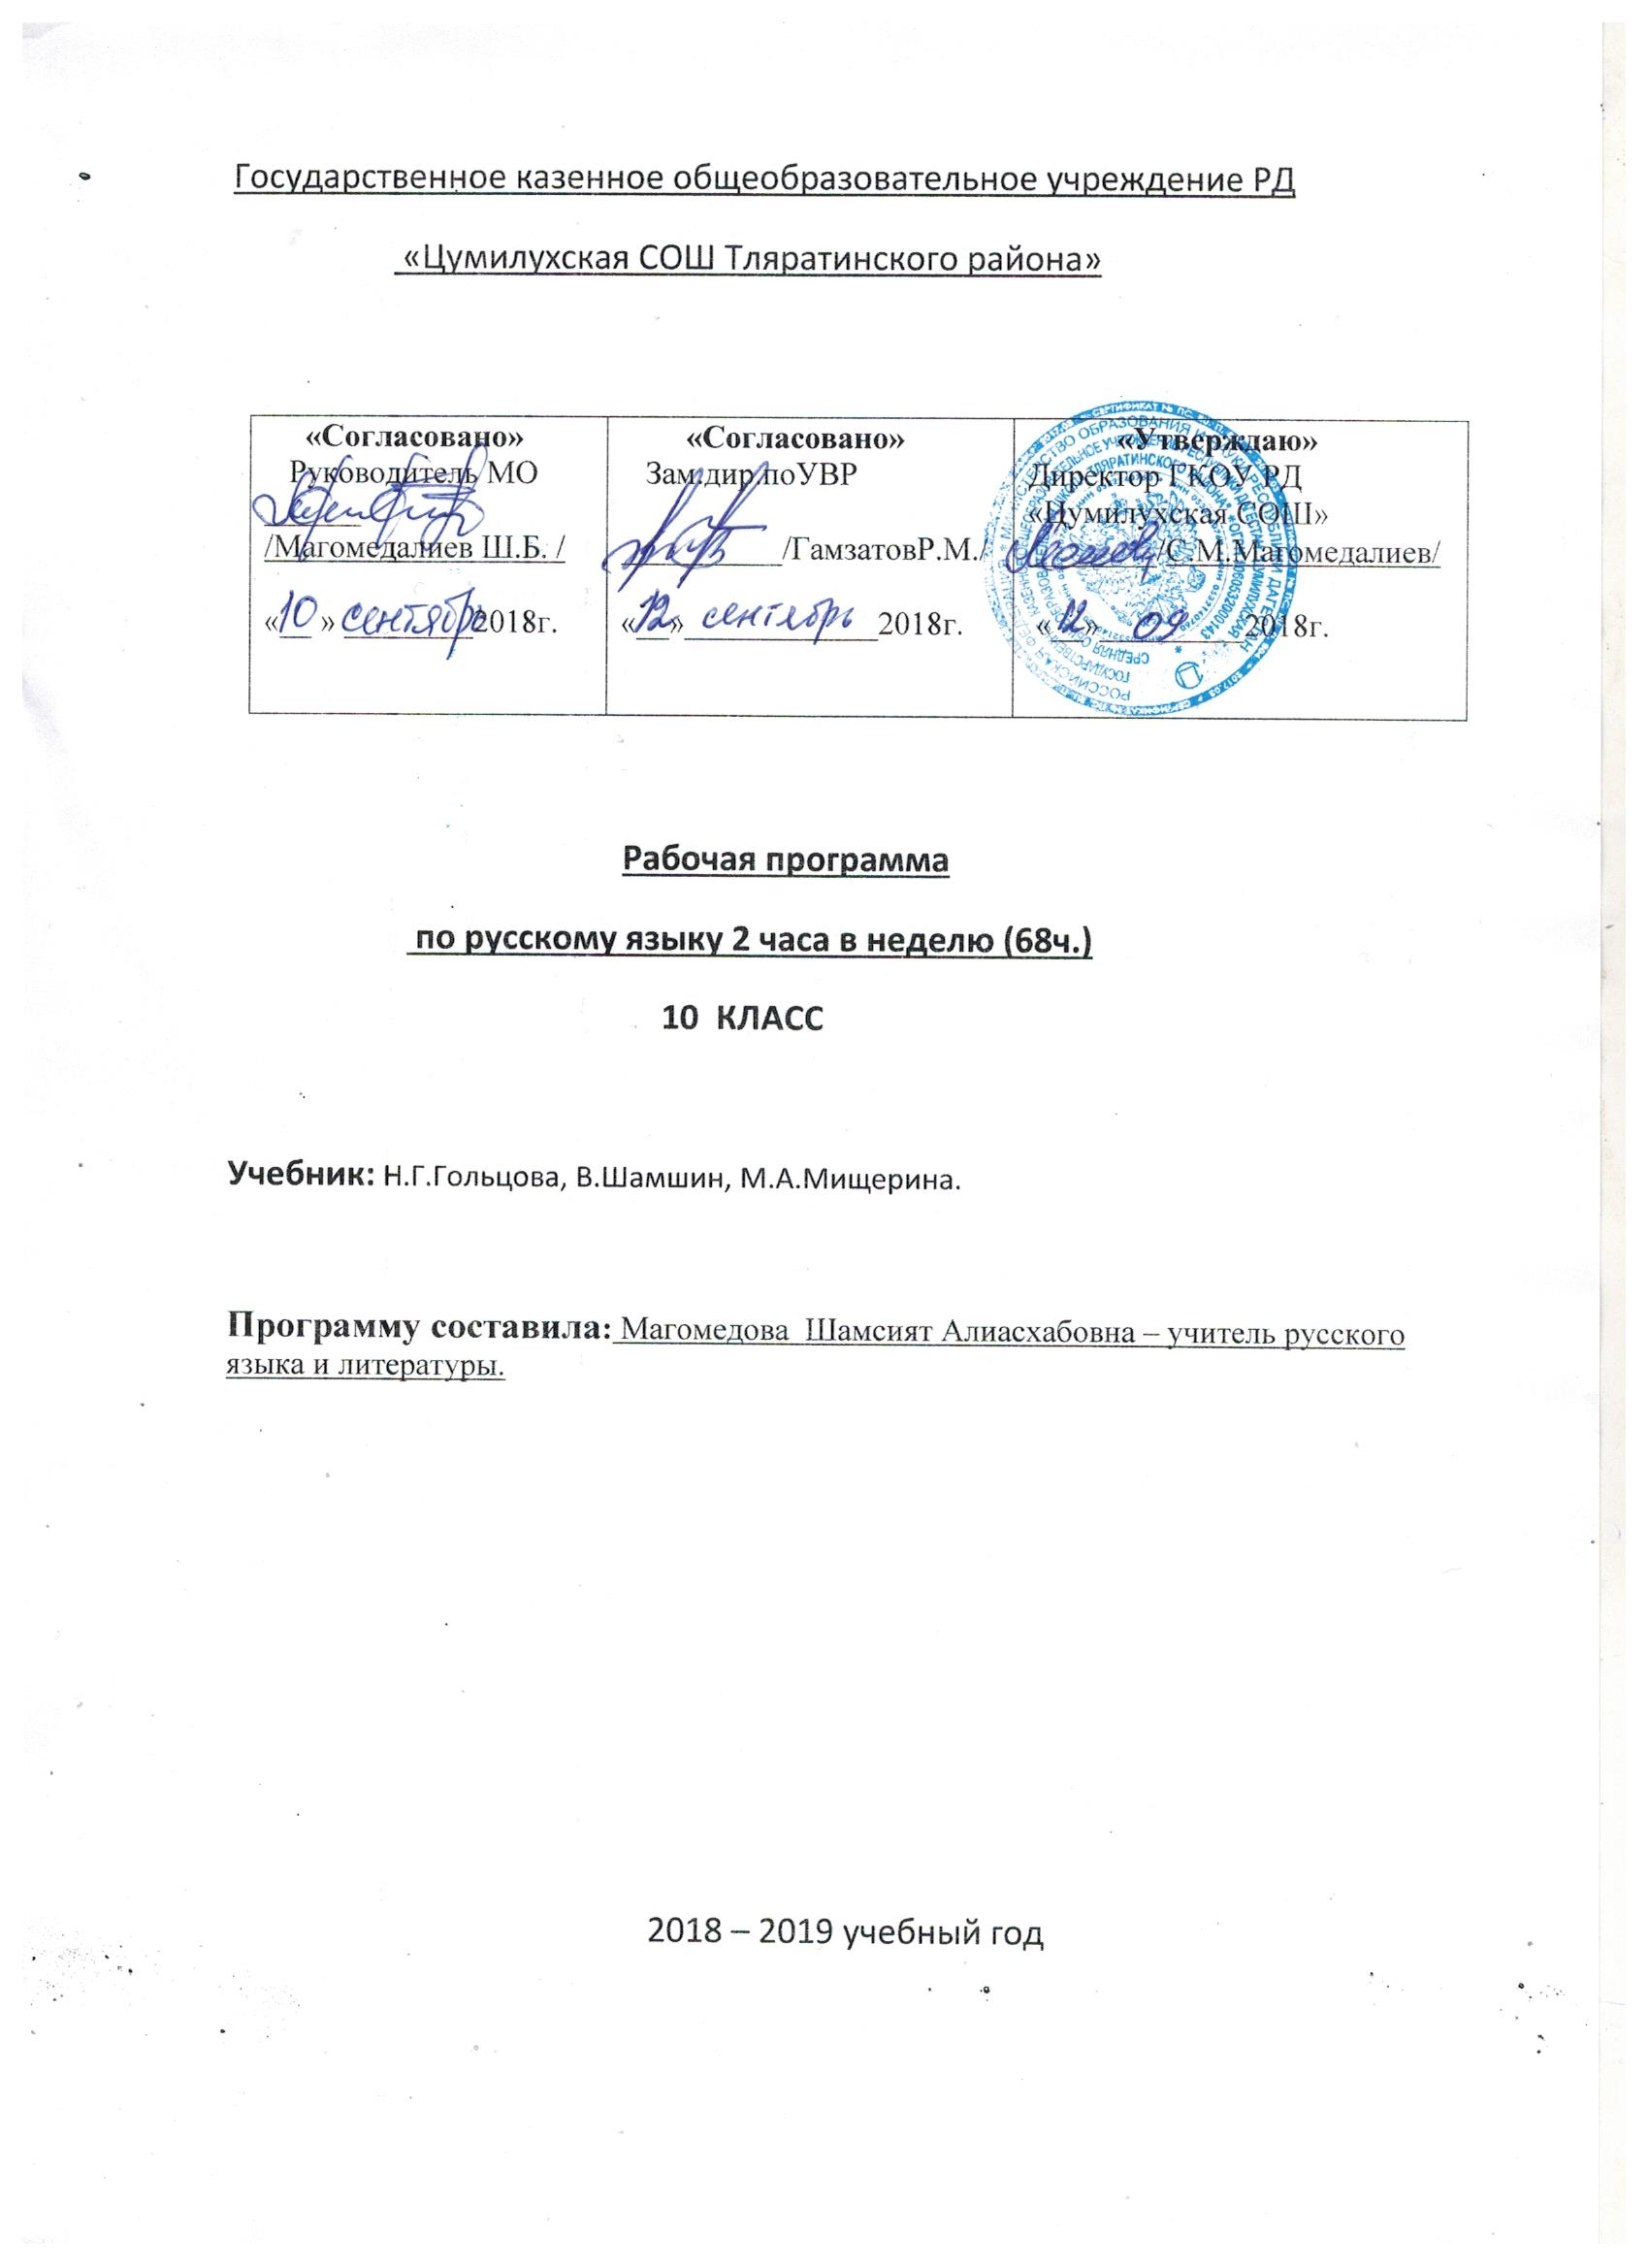 Государственное казенное общеобразовательное учреждение РД
«Цумилухская СОШ Тляратинского района»
«Согласовано»
Руководитель МО
/Магомедалиев Ш.Б. /
«10 » сентябрь 2018г.
«Согласовано»
Зам.дир.поУВР
/ГамзатовР.М./
«12» сентябрь 2018г.
«Утверждаю»
Директор ГКОУ РД
«Цумилухская СОШ»
/С.М.Магомедалиев/
«12» 09 2018г.
Рабочая программа
по русскому языку 2 часа в неделю (68ч.)
10 КЛАСС
Учебник: Н.Г.Гольцова, В.Шамшин, М.А.Мищерина.
Программу составила: Магомедова Шамсият Алиасхабовна – учитель русского
языка и литературы.
2018 – 2019 учебный год